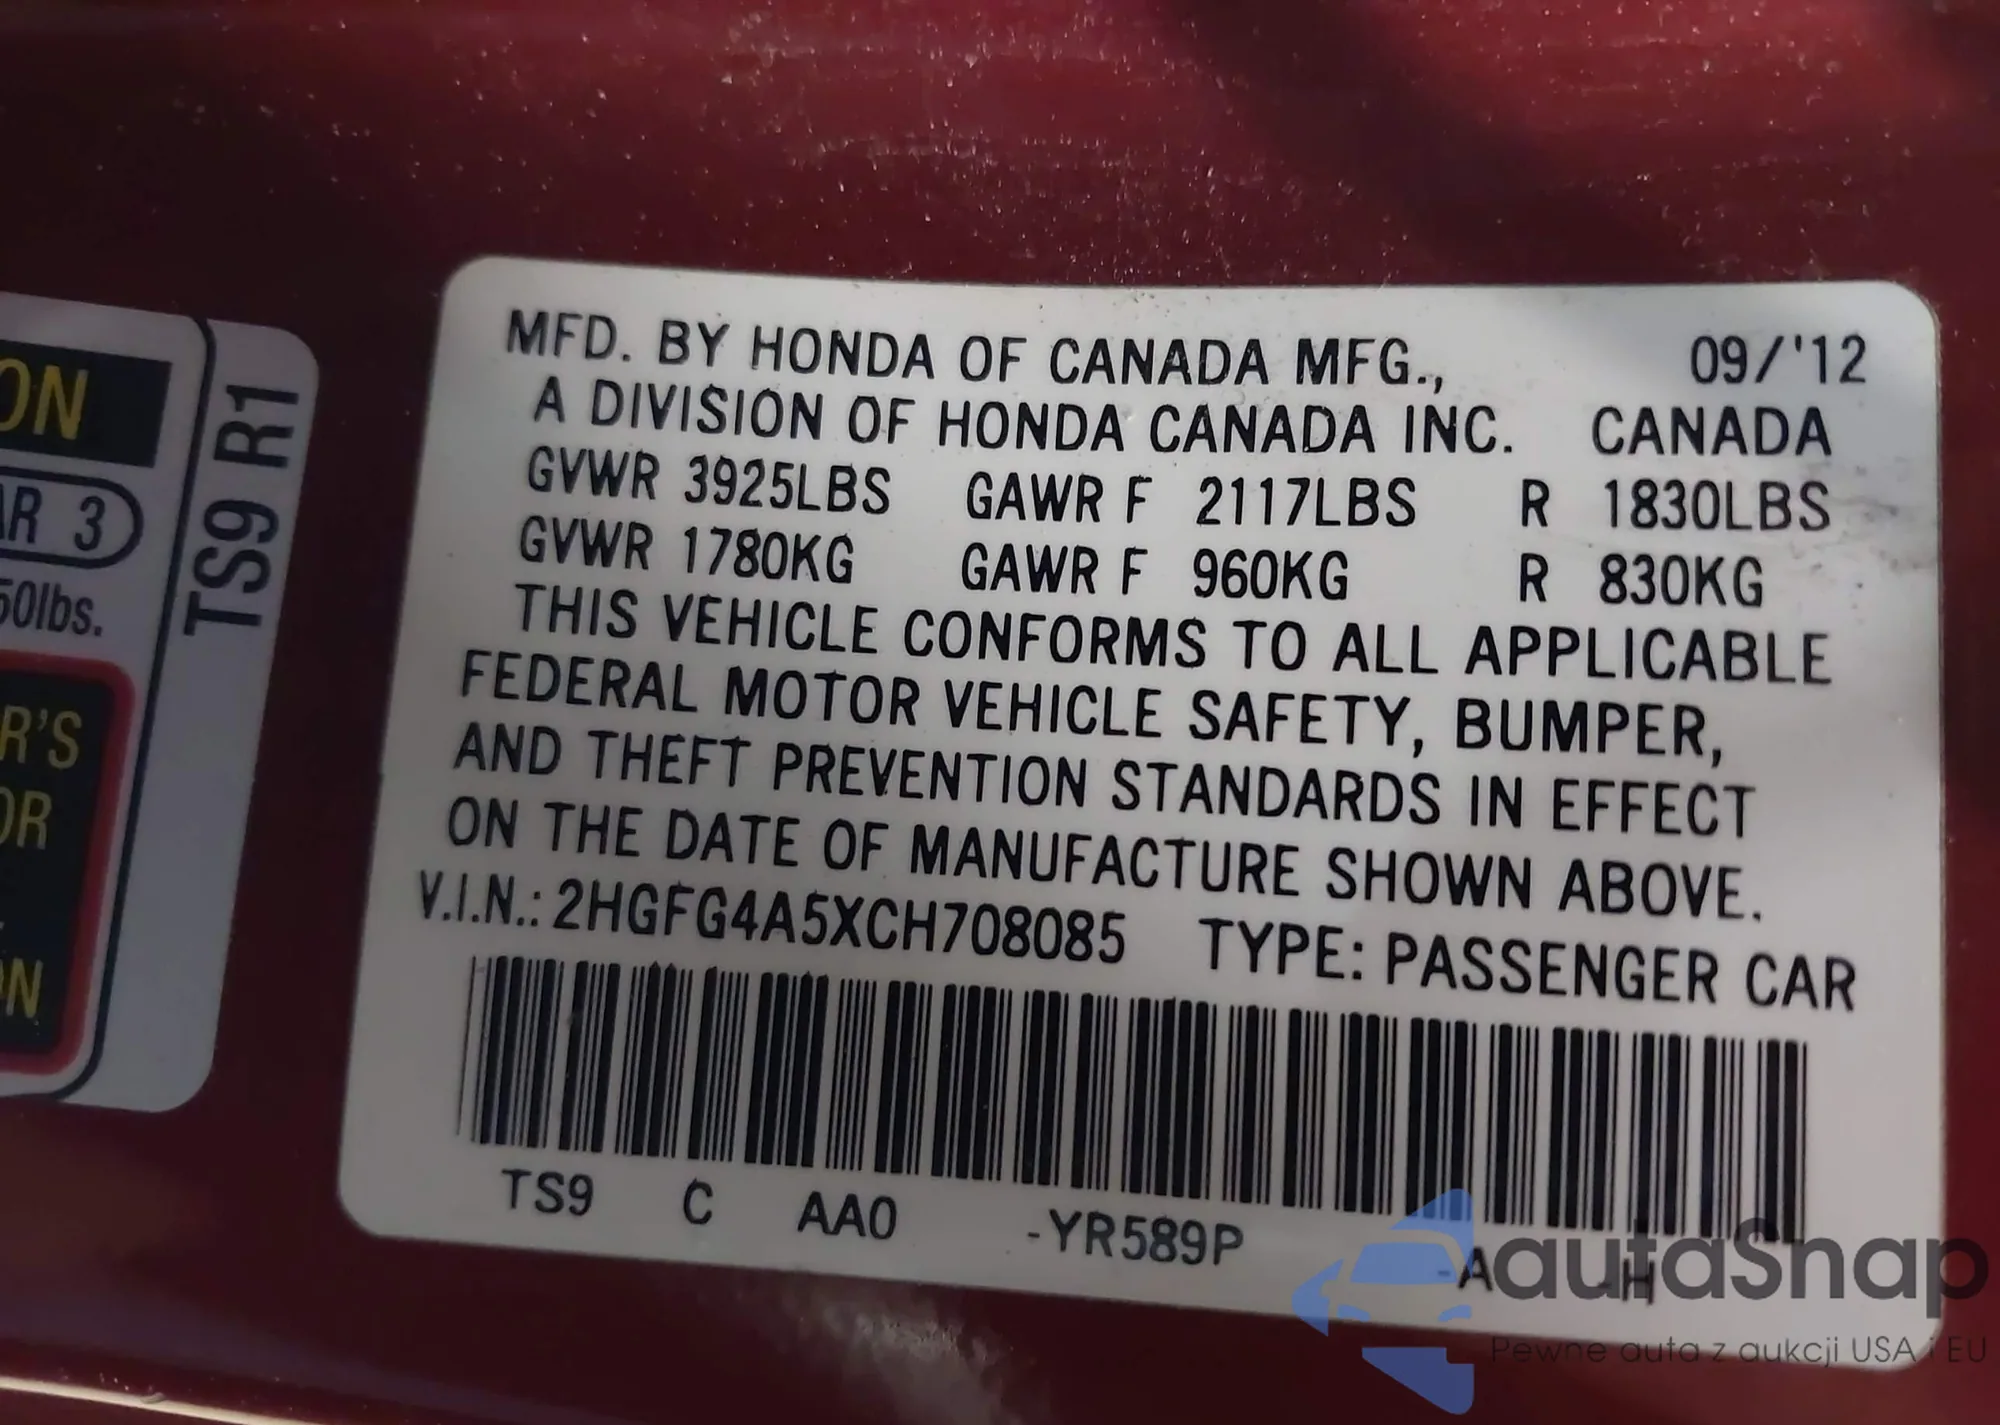 MFD. BY HONDA OF CANADA MFG., 09/'12
A DIVISION OF HONDA CANADA INC. CANADA
GVWR 3925LBS GAWR F 2117LBS R 1830LBS
GVWR 1780KG GAWR F 960KG R 830KG
THIS VEHICLE CONFORMS TO ALL APPLICABLE
FEDERAL MOTOR VEHICLE SAFETY, BUMPER,
AND THEFT PREVENTION STANDARDS IN EFFECT
ON THE DATE OF MANUFACTURE SHOWN ABOVE.
V.I.N.: 2HGFG4A5XCH708085 TYPE: PASSENGER CAR
TS9 C AA0 -YR589P -A -H
TS9 R1
ON
AR 3
50lbs.
R'S
OR
ON
autaSnap
Pewne auta z aukcji USA i EU